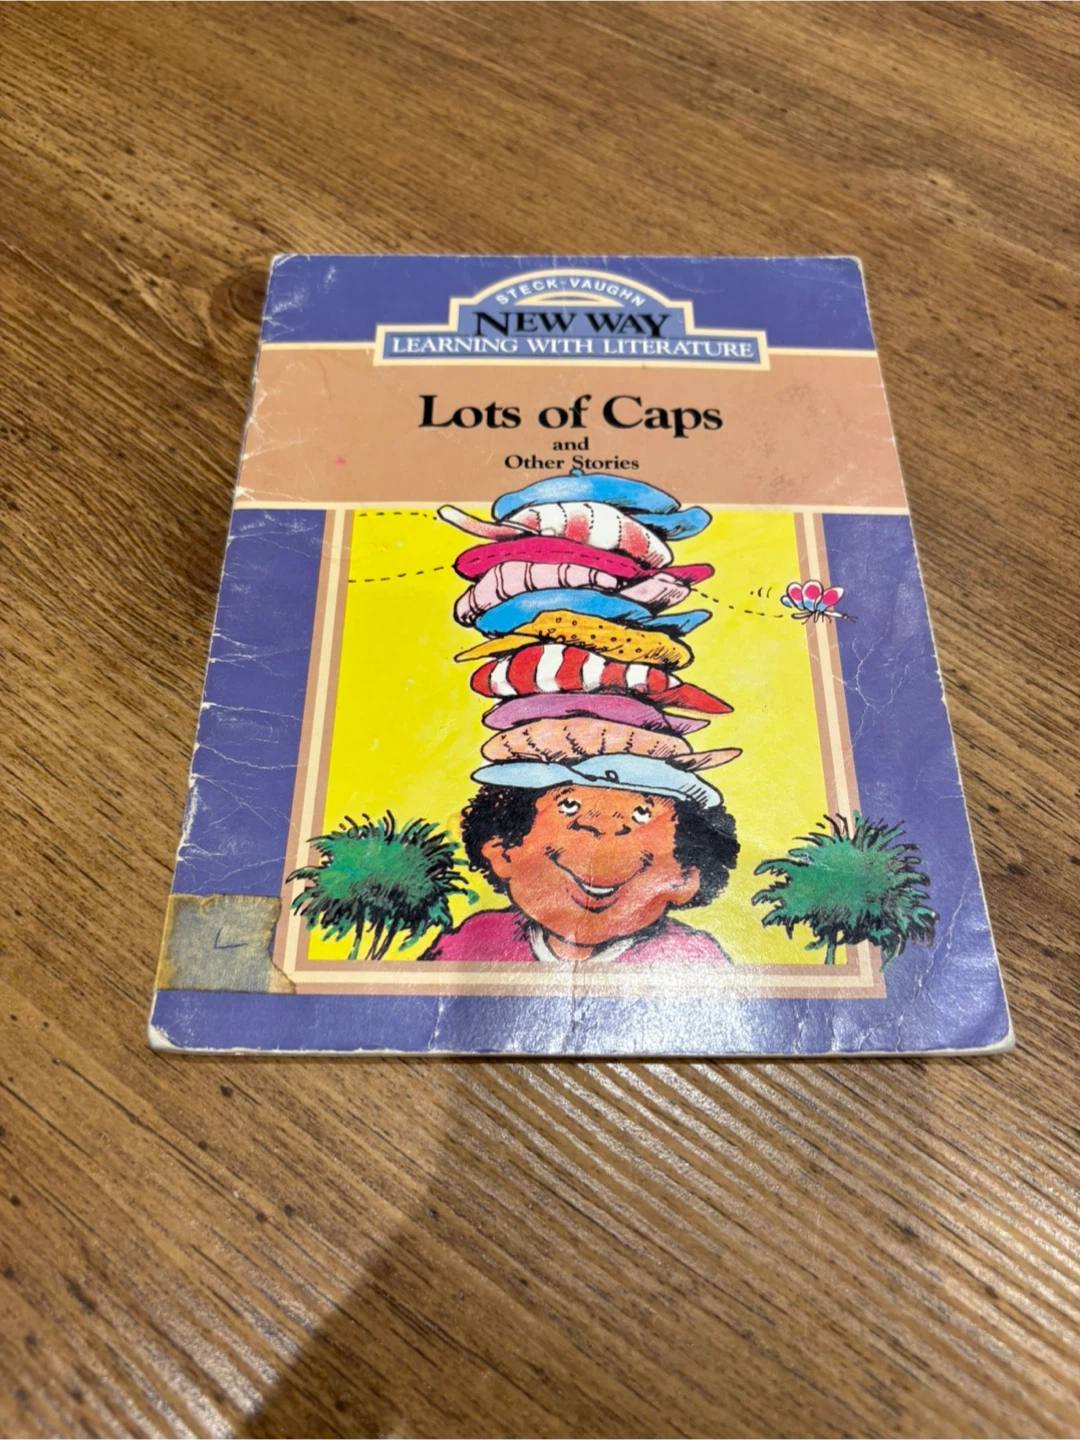 STECK-VAUGHN
NEW WAY
LEARNING WITH LITERATURE
Lots of Caps
and
Other Stories
L